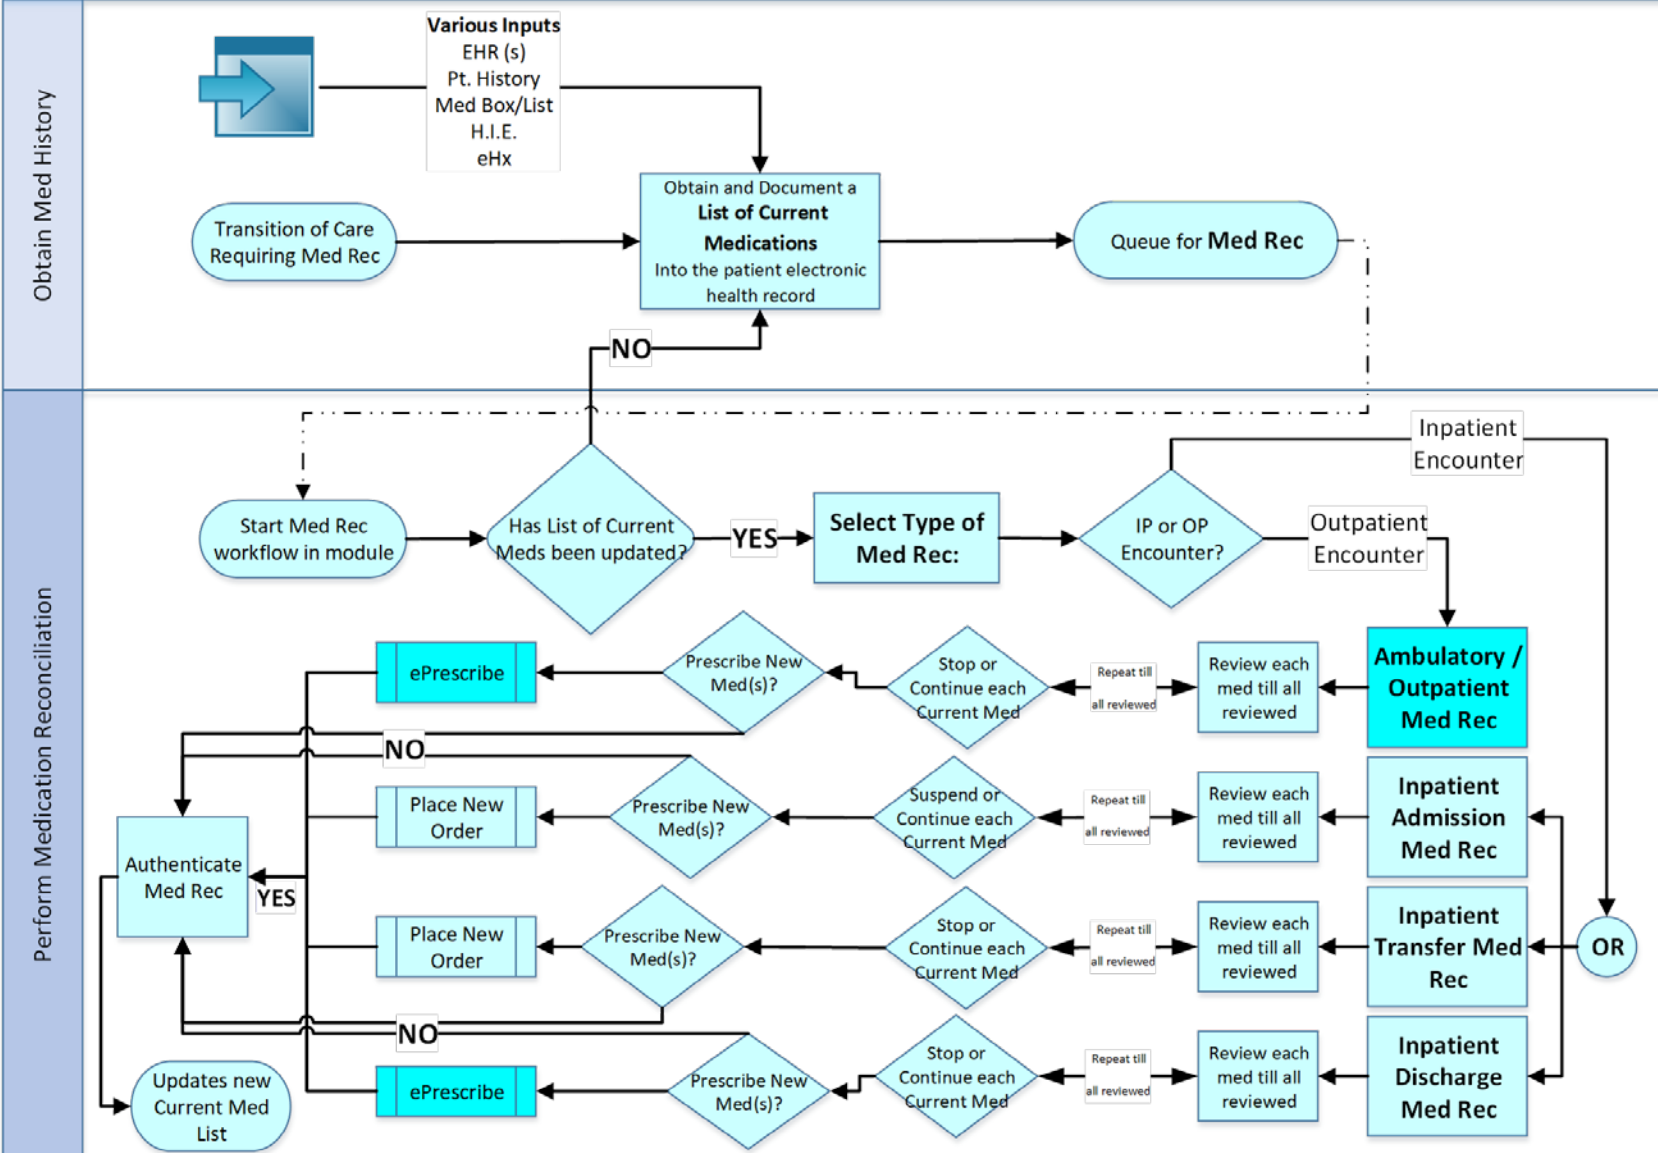 Obtain Med History
Various Inputs
EHR (s)
Pt. History
Med Box/List
H.I.E.
eHx
Transition of Care
Requiring Med Rec
Obtain and Document a
List of Current
Medications
Into the patient electronic
health record
Queue for Med Rec
NO
Perform Medication Reconciliation
Start Med Rec
workflow in module
Has List of Current
Meds been updated?
YES
Select Type of
Med Rec:
IP or OP
Encounter?
Inpatient
Encounter
Outpatient
Encounter
ePrescribe
Prescribe New
Med(s)?
Stop or
Continue each
Current Med
Repeat till
all reviewed
Review each
med till all
reviewed
Ambulatory /
Outpatient
Med Rec
NO
Place New
Order
Prescribe New
Med(s)?
Suspend or
Continue each
Current Med
Repeat till
all reviewed
Review each
med till all
reviewed
Inpatient
Admission
Med Rec
Authenticate
Med Rec
YES
Place New
Order
Prescribe New
Med(s)?
Stop or
Continue each
Current Med
Repeat till
all reviewed
Review each
med till all
reviewed
Inpatient
Transfer Med
Rec
OR
NO
ePrescribe
Prescribe New
Med(s)?
Stop or
Continue each
Current Med
Repeat till
all reviewed
Review each
med till all
reviewed
Inpatient
Discharge
Med Rec
Updates new
Current Med
List